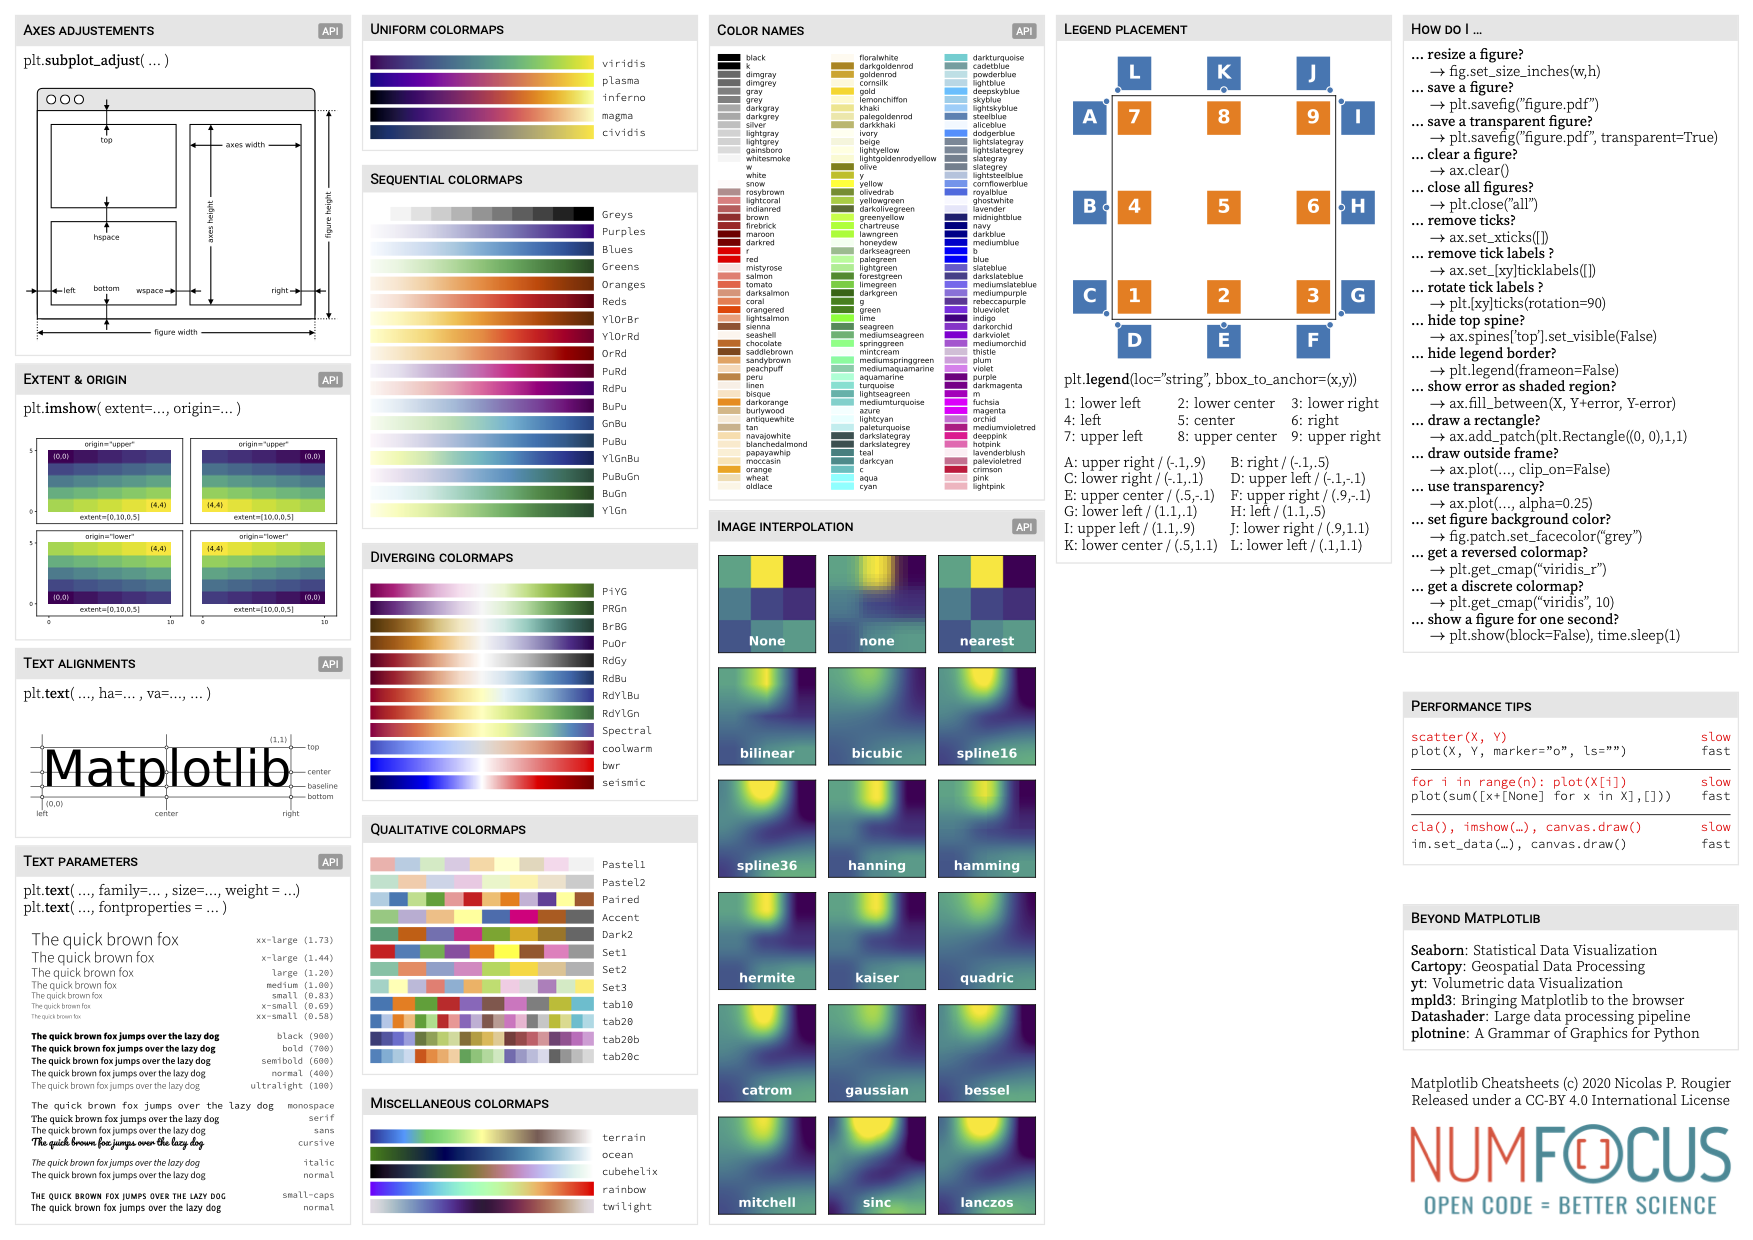 AXES ADJUSTEMENTS API
plt.subplot_adjust( … )
top
axes width
axes height
figure height
hspace
left
bottom
wspace
right
figure width
EXTENT & ORIGIN API
plt.imshow( extent=…, origin=… )
origin="upper" origin="upper"
5
(0,0) (0,0)
(4,4) (4,4)
0
extent=[0,10,0,5] extent=[10,0,0,5]
origin="lower" origin="lower"
5
(4,4) (4,4)
(0,0) (0,0)
0
extent=[0,10,0,5] extent=[10,0,0,5]
0 10 0 10
TEXT ALIGNMENTS API
plt.text( …, ha=… , va=…, … )
(1,1)
top
Matplotlib
center
baseline
bottom
(0,0)
left center right
TEXT PARAMETERS API
plt.text( …, family=… , size=…, weight = …)
plt.text( …, fontproperties = … )
The quick brown fox xx-large (1.73)
The quick brown fox x-large (1.44)
The quick brown fox large (1.20)
The quick brown fox medium (1.00)
The quick brown fox small (0.83)
The quick brown fox x-small (0.69)
The quick brown fox xx-small (0.58)
The quick brown fox jumps over the lazy dog black (900)
The quick brown fox jumps over the lazy dog bold (700)
The quick brown fox jumps over the lazy dog semibold (600)
The quick brown fox jumps over the lazy dog normal (400)
The quick brown fox jumps over the lazy dog ultralight (100)
The quick brown fox jumps over the lazy dog monospace
The quick brown fox jumps over the lazy dog serif
The quick brown fox jumps over the lazy dog sans
The quick brown fox jumps over the lazy dog cursive
The quick brown fox jumps over the lazy dog italic
The quick brown fox jumps over the lazy dog normal
The quick brown fox jumps over the lazy dog small-caps
The quick brown fox jumps over the lazy dog normal
UNIFORM COLORMAPS
viridis
plasma
inferno
magma
cividis
SEQUENTIAL COLORMAPS
Greys
Purples
Blues
Greens
Oranges
Reds
YlOrBr
YlOrRd
OrRd
PuRd
RdPu
BuPu
GnBu
PuBu
YlGnBu
PuBuGn
BuGn
YlGn
DIVERGING COLORMAPS
PiYG
PRGn
BrBG
PuOr
RdGy
RdBu
RdYlBu
RdYlGn
Spectral
coolwarm
bwr
seismic
QUALITATIVE COLORMAPS
Pastel1
Pastel2
Paired
Accent
Dark2
Set1
Set2
Set3
tab10
tab20
tab20b
tab20c
MISCELLANEOUS COLORMAPS
terrain
ocean
cubehelix
rainbow
twilight
COLOR NAMES API
black
k
dimgray
dimgrey
gray
grey
darkgray
darkgrey
silver
lightgray
lightgrey
gainsboro
whitesmoke
w
white
snow
rosybrown
lightcoral
indianred
brown
firebrick
maroon
darkred
r
red
mistyrose
salmon
tomato
darksalmon
coral
orangered
lightsalmon
sienna
seashell
chocolate
saddlebrown
sandybrown
peachpuff
peru
linen
bisque
darkorange
burlywood
antiquewhite
tan
navajowhite
blanchedalmond
papayawhip
moccasin
orange
wheat
oldlace
floralwhite
darkgoldenrod
goldenrod
cornsilk
gold
lemonchiffon
khaki
palegoldenrod
darkkhaki
ivory
beige
lightyellow
lightgoldenrodyellow
olive
y
yellow
olivedrab
yellowgreen
darkolivegreen
greenyellow
chartreuse
lawngreen
honeydew
darkseagreen
palegreen
lightgreen
forestgreen
limegreen
darkgreen
g
green
lime
seagreen
mediumseagreen
springgreen
mintcream
mediumspringgreen
mediumaquamarine
aquamarine
turquoise
lightseagreen
mediumturquoise
azure
lightcyan
paleturquoise
darkslategray
darkslategrey
teal
darkcyan
c
aqua
cyan
darkturquoise
cadetblue
powderblue
lightblue
deepskyblue
skyblue
lightskyblue
steelblue
aliceblue
dodgerblue
lightslategray
lightslategrey
slategray
slategrey
lightsteelblue
cornflowerblue
royalblue
ghostwhite
lavender
midnightblue
navy
darkblue
mediumblue
b
blue
slateblue
darkslateblue
mediumslateblue
mediumpurple
rebeccapurple
blueviolet
indigo
darkorchid
darkviolet
mediumorchid
thistle
plum
violet
purple
darkmagenta
m
fuchsia
magenta
orchid
mediumvioletred
deeppink
hotpink
lavenderblush
palevioletred
crimson
pink
lightpink
IMAGE INTERPOLATION API
None none nearest
bilinear bicubic spline16
spline36 hanning hamming
hermite kaiser quadric
catrom gaussian bessel
mitchell sinc lanczos
LEGEND PLACEMENT
L K J
A 7 8 9 I
B 4 5 6 H
C 1 2 3 G
D E F
plt.legend(loc=”string”, bbox_to_anchor=(x,y))
1: lower left 2: lower center 3: lower right
4: left 5: center 6: right
7: upper left 8: upper center 9: upper right
A: upper right / (-.1,.9) B: right / (-.1,.5)
C: lower right / (-.1,.1) D: upper left / (-.1,-.1)
E: upper center / (.5,-.1) F: upper right / (.9,-.1)
G: lower left / (1.1,.1) H: left / (1.1,.5)
I: upper left / (1.1,.9) J: lower right / (.9,1.1)
K: lower center / (.5,1.1) L: lower left / (.1,1.1)
HOW DO I …
… resize a figure?
→ fig.set_size_inches(w,h)
… save a figure?
→ plt.savefig(”figure.pdf”)
… save a transparent figure?
→ plt.savefig(”figure.pdf”, transparent=True)
… clear a figure?
→ ax.clear()
… close all figures?
→ plt.close(”all”)
… remove ticks?
→ ax.set_xticks([])
… remove tick labels ?
→ ax.set_[xy]ticklabels([])
… rotate tick labels ?
→ plt.[xy]ticks(rotation=90)
… hide top spine?
→ ax.spines[’top’].set_visible(False)
… hide legend border?
→ plt.legend(frameon=False)
… show error as shaded region?
→ ax.fill_between(X, Y+error, Y-error)
… draw a rectangle?
→ ax.add_patch(plt.Rectangle((0, 0),1,1)
… draw outside frame?
→ ax.plot(…, clip_on=False)
… use transparency?
→ ax.plot(…, alpha=0.25)
… set figure background color?
→ fig.patch.set_facecolor(“grey”)
… get a reversed colormap?
→ plt.get_cmap(“viridis_r”)
… get a discrete colormap?
→ plt.get_cmap(“viridis”, 10)
… show a figure for one second?
→ plt.show(block=False), time.sleep(1)
PERFORMANCE TIPS
scatter(X, Y) slow
plot(X, Y, marker=”o”, ls=””) fast
for i in range(n): plot(X[i]) slow
plot(sum([x+[None] for x in X],[])) fast
cla(), imshow(…), canvas.draw() slow
im.set_data(…), canvas.draw() fast
BEYOND MATPLOTLIB
Seaborn: Statistical Data Visualization
Cartopy: Geospatial Data Processing
yt: Volumetric data Visualization
mpld3: Bringing Matplotlib to the browser
Datashader: Large data processing pipeline
plotnine: A Grammar of Graphics for Python
Matplotlib Cheatsheets (c) 2020 Nicolas P. Rougier
Released under a CC-BY 4.0 International License
NUMFOCUS
OPEN CODE = BETTER SCIENCE